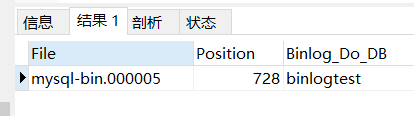 信息 结果 1 剖析 状态
File Position Binlog_Do_DB
mysql-bin.000005 728 binlogtest